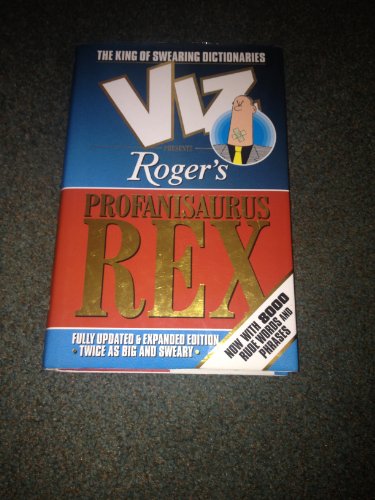 THE KING OF SWEARING DICTIONARIES
VIZ
PRESENTS
Roger's
PROFANISAURUS
REX
FULLY UPDATED & EXPANDED EDITION
• TWICE AS BIG AND SWEARY •
NOW WITH 8000
RUDE WORDS AND
PHRASES